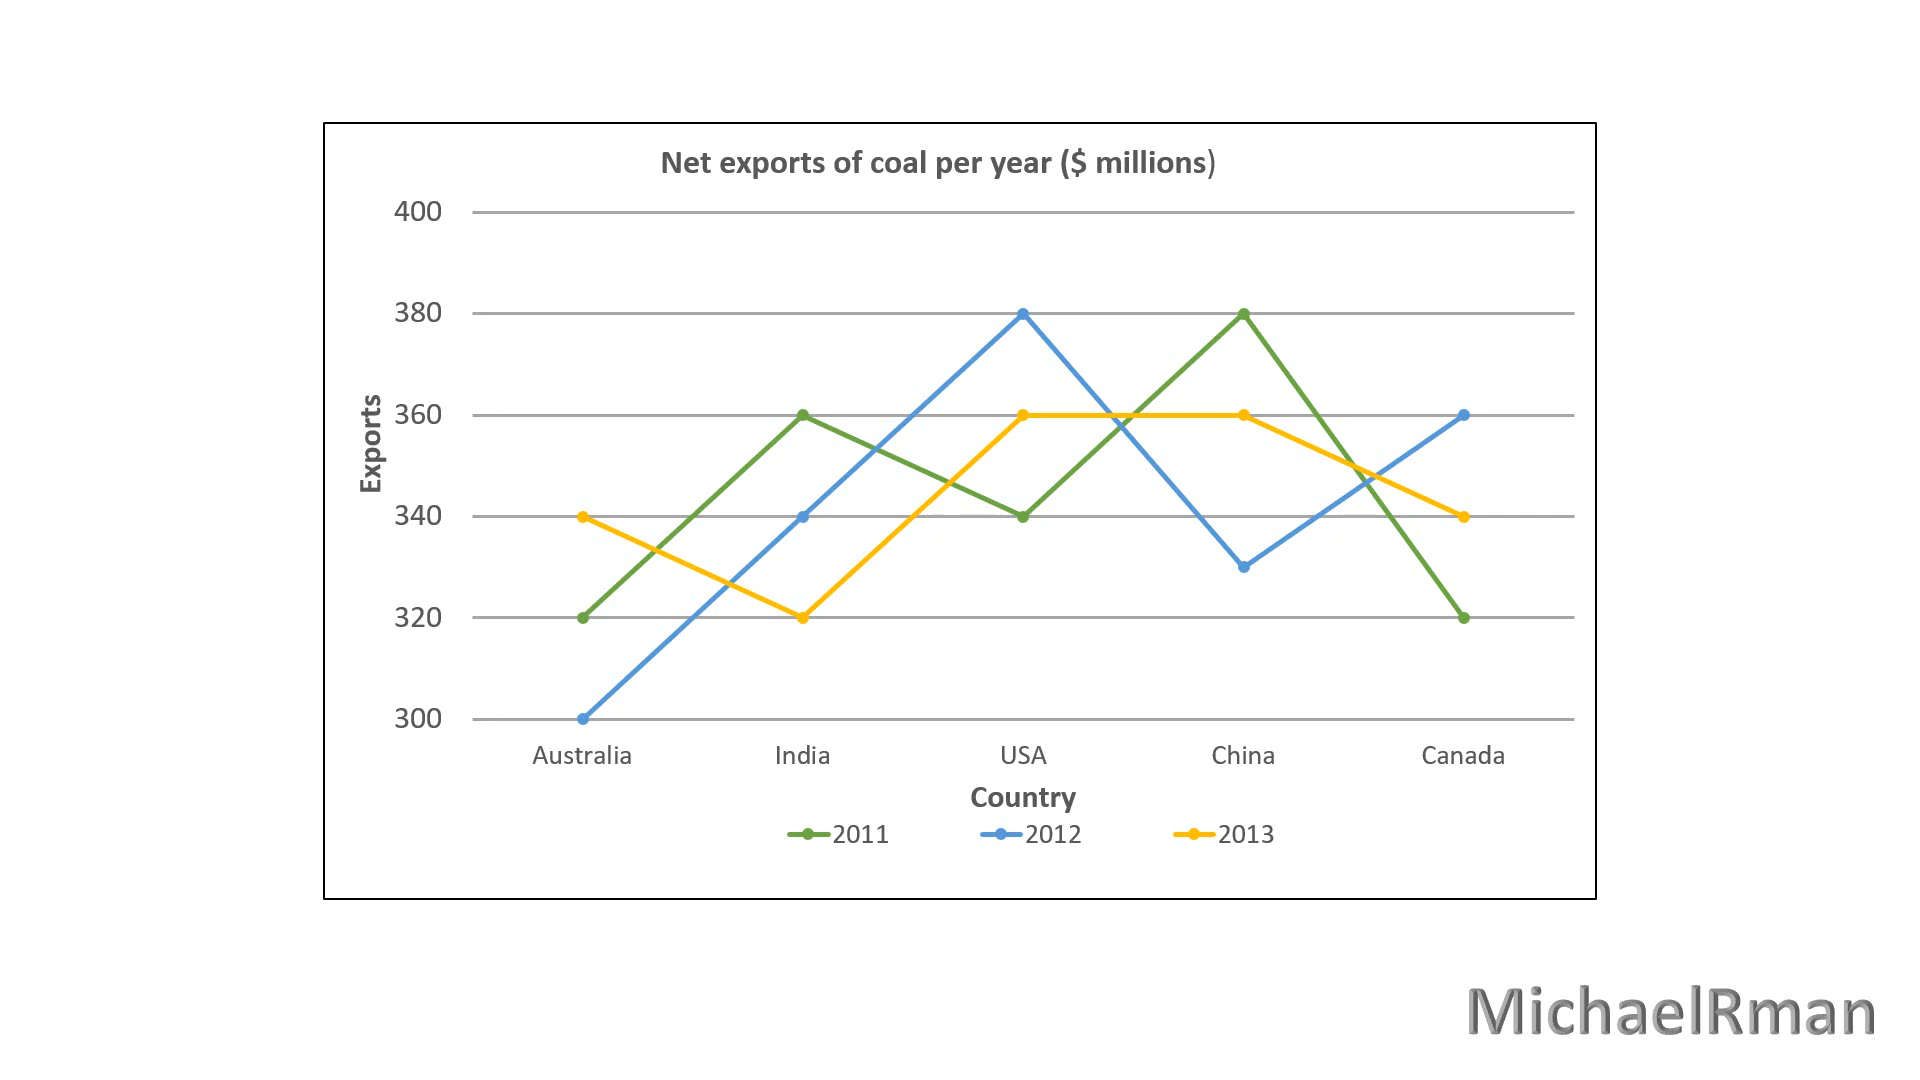 Net exports of coal per year ($ millions)
400
380
360
340
320
300
Exports
Australia India USA China Canada
Country
2011 2012 2013
MichaelRman